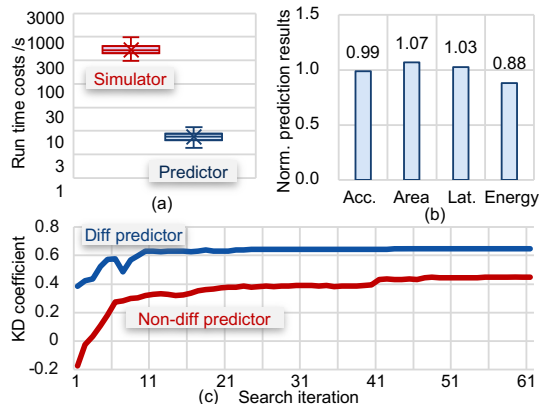 Run time costs /s
1000
300
100
30
10
3
1
Simulator
Predictor
(a)
Norm. prediction results
1.5
1.0
0.5
0.0
0.99
1.07
1.03
0.88
Acc.
Area
Lat.
Energy
(b)
KD coefficient
0.8
0.6
0.4
0.2
0
-0.2
Diff predictor
Non-diff predictor
1
11
21
31
41
51
61
(c)
Search iteration